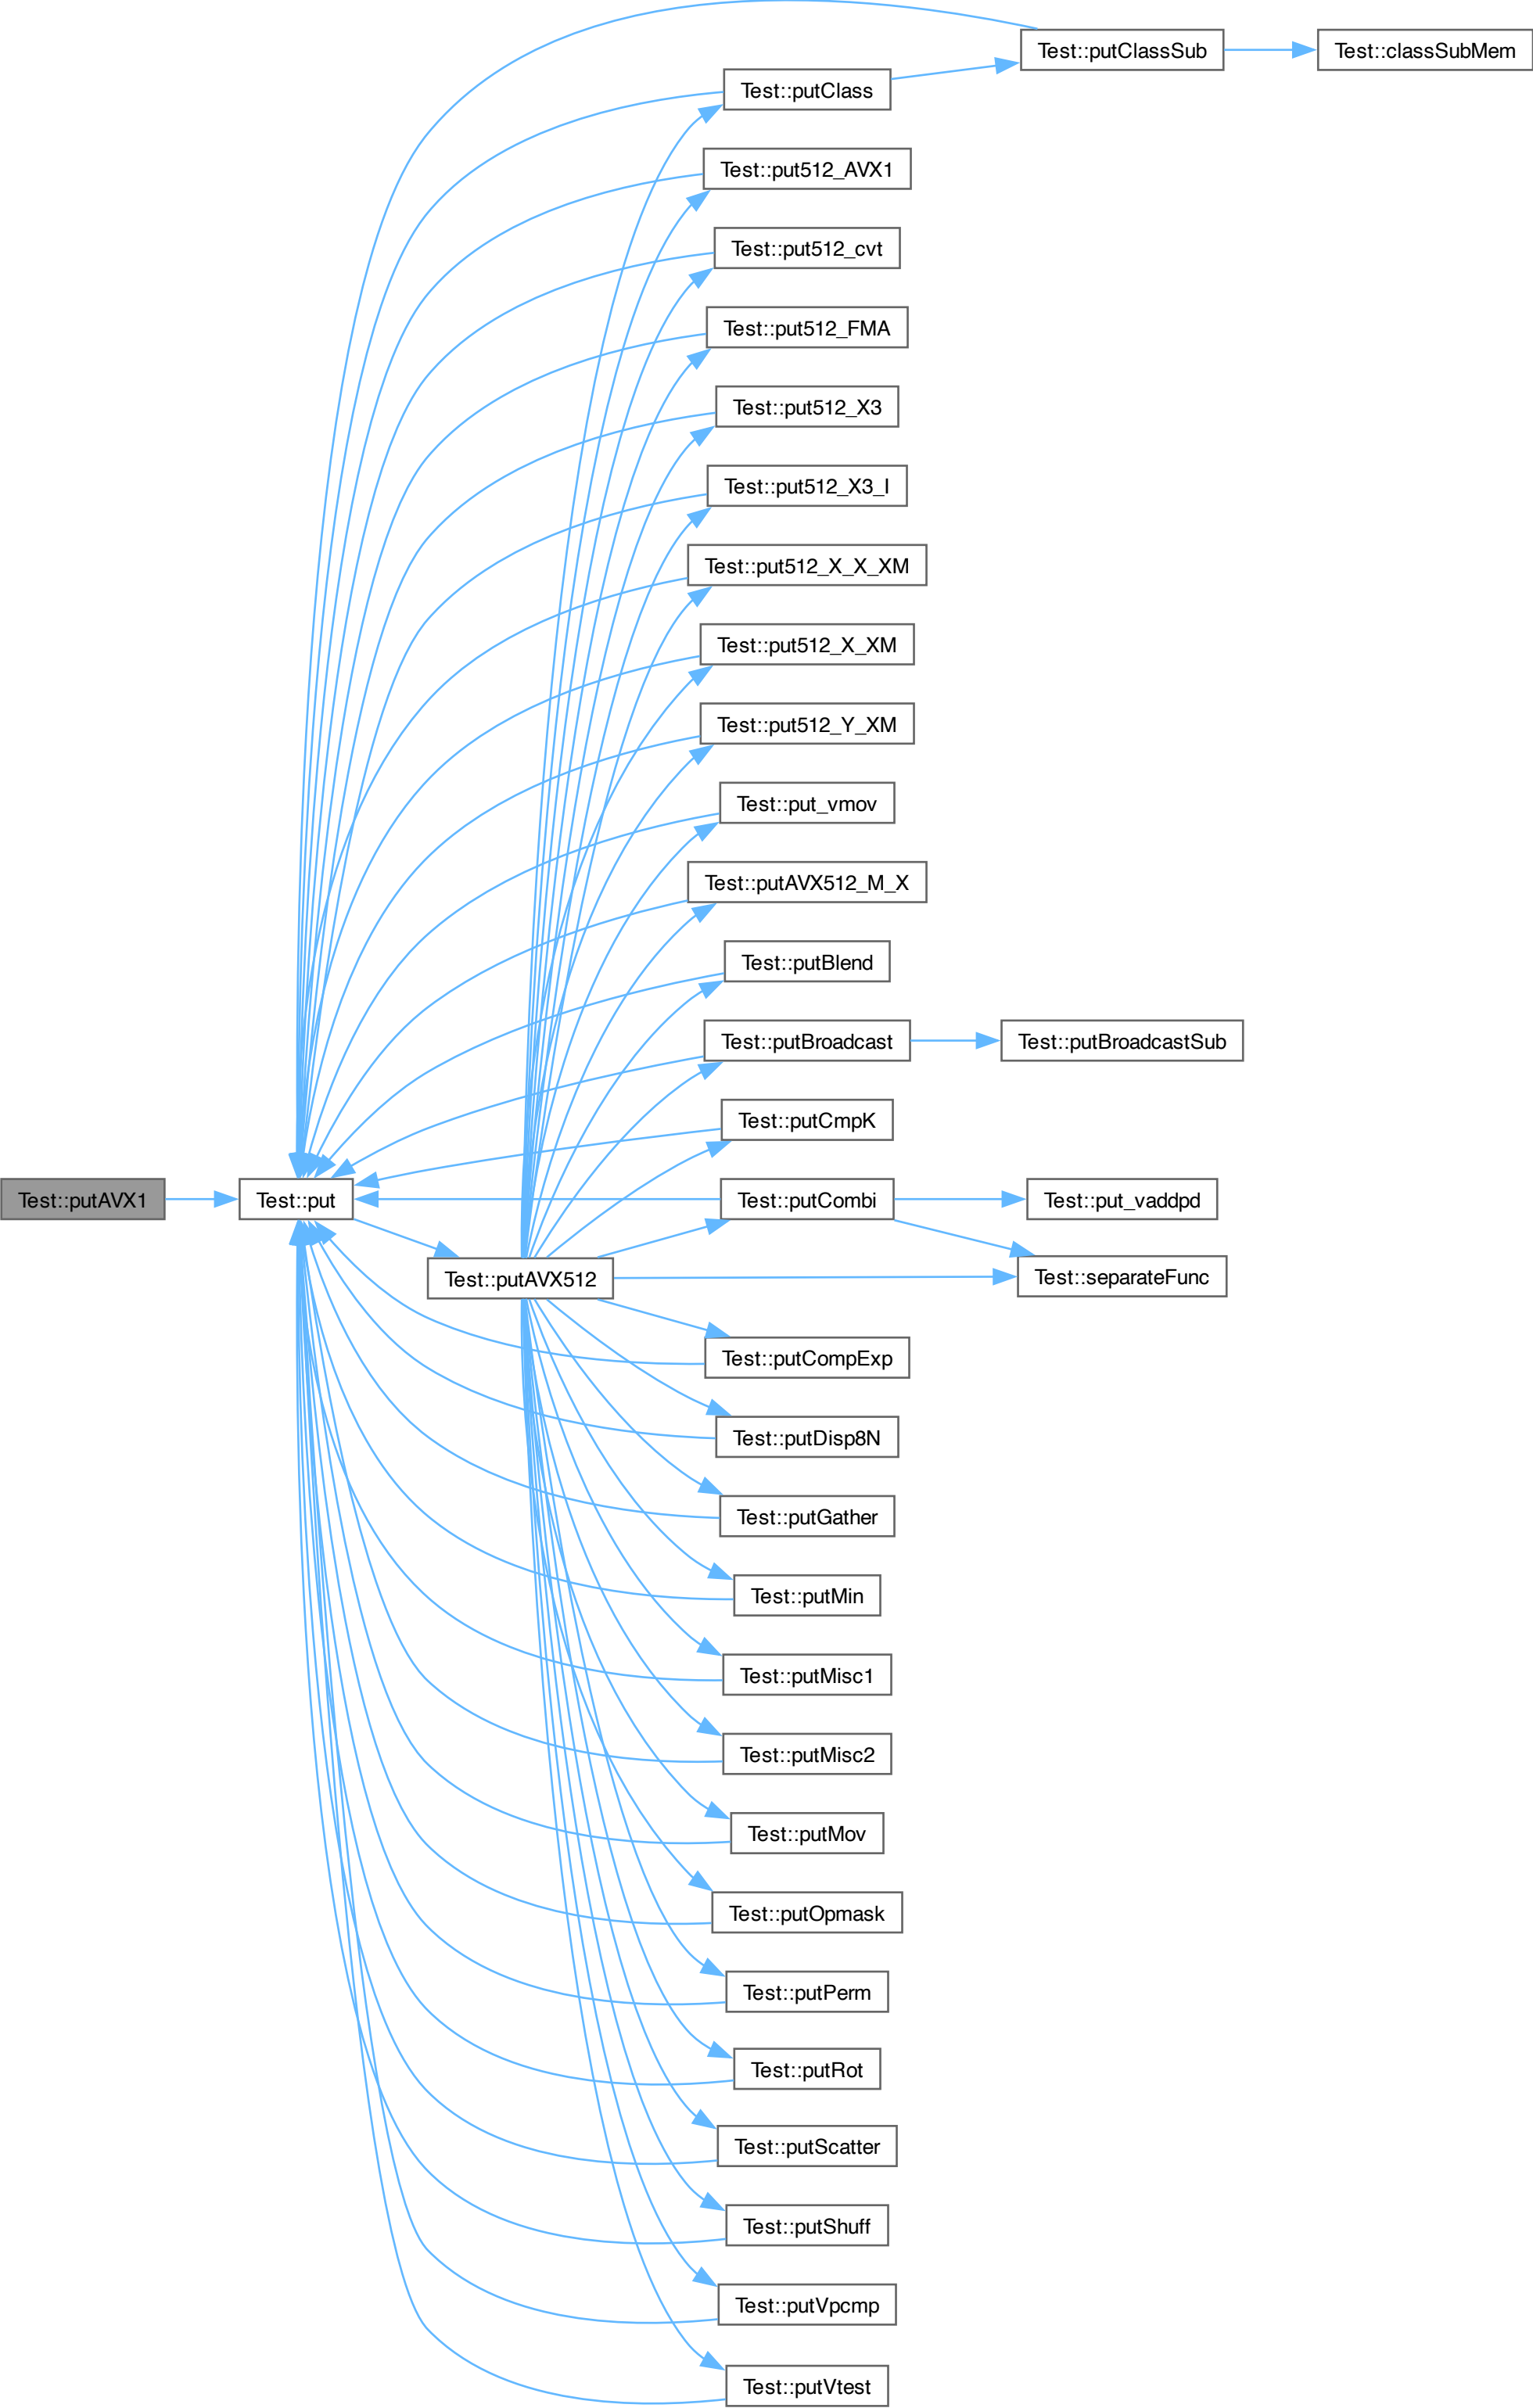 Test::putClassSub
Test::classSubMem
Test::putClass
Test::put512_AVX1
Test::put512_cvt
Test::put512_FMA
Test::put512_X3
Test::put512_X3_I
Test::put512_X_X_XM
Test::put512_X_XM
Test::put512_Y_XM
Test::put_vmov
Test::putAVX512_M_X
Test::putBlend
Test::putBroadcast
Test::putBroadcastSub
Test::putCmpK
Test::putAVX1
Test::put
Test::putCombi
Test::put_vaddpd
Test::putAVX512
Test::separateFunc
Test::putCompExp
Test::putDisp8N
Test::putGather
Test::putMin
Test::putMisc1
Test::putMisc2
Test::putMov
Test::putOpmask
Test::putPerm
Test::putRot
Test::putScatter
Test::putShuff
Test::putVpcmp
Test::putVtest